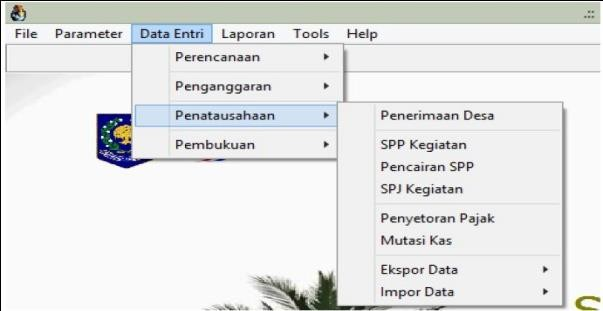 File Parameter Data Entri Laporan Tools Help
Perencanaan
Penganggaran
Penatausahaan
Pembukuan
Penerimaan Desa
SPP Kegiatan
Pencairan SPP
SPJ Kegiatan
Penyetoran Pajak
Mutasi Kas
Ekspor Data
Impor Data
S